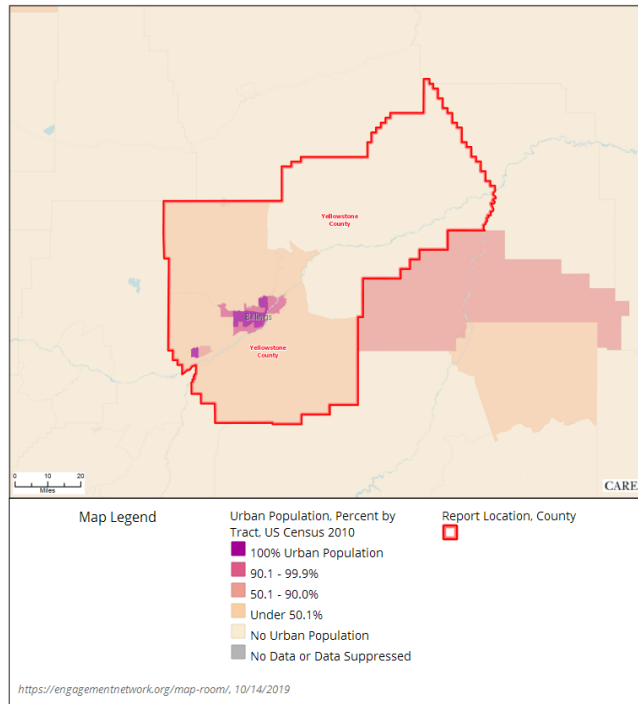 Yellowstone
County
Billings
Yellowstone
County
0 10 20
Miles
CARE
Map Legend
Urban Population, Percent by
Tract, US Census 2010
100% Urban Population
90.1 - 99.9%
50.1 - 90.0%
Under 50.1%
No Urban Population
No Data or Data Suppressed
Report Location, County
https://engagementnetwork.org/map-room/, 10/14/2019